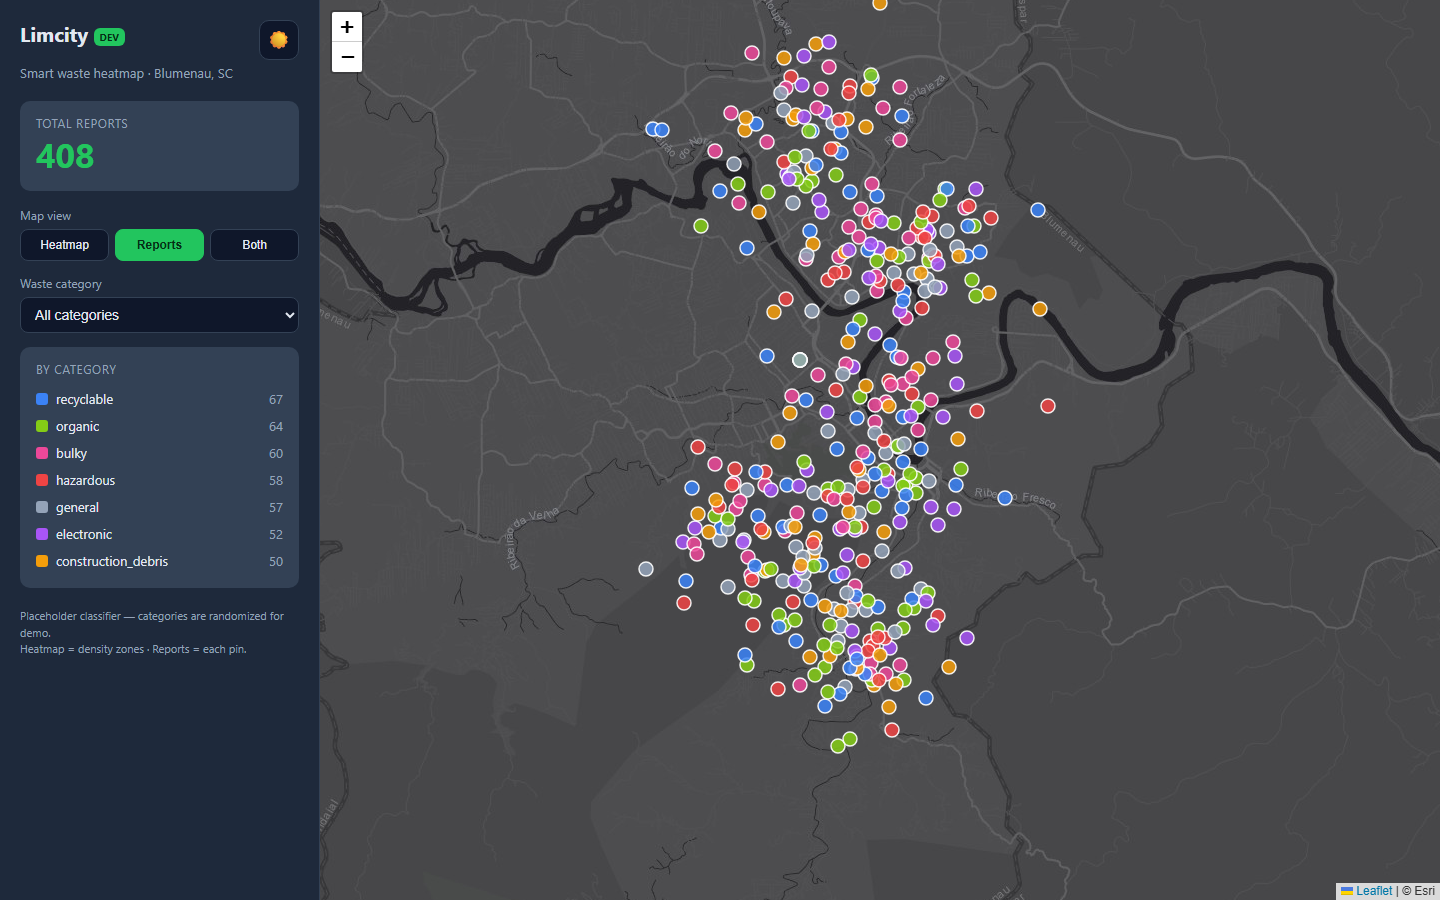 Limcity DEV
Smart waste heatmap · Blumenau, SC
TOTAL REPORTS
408
Map view
Heatmap Reports Both
Waste category
All categories
BY CATEGORY
recyclable 67
organic 64
bulky 60
hazardous 58
general 57
electronic 52
construction_debris 50
Placeholder classifier — categories are randomized for
demo.
Heatmap = density zones · Reports = each pin.
+
−
Fortaleza
Blumenau
Ribeirão da Velha
Fresco
Leaflet | © Esri